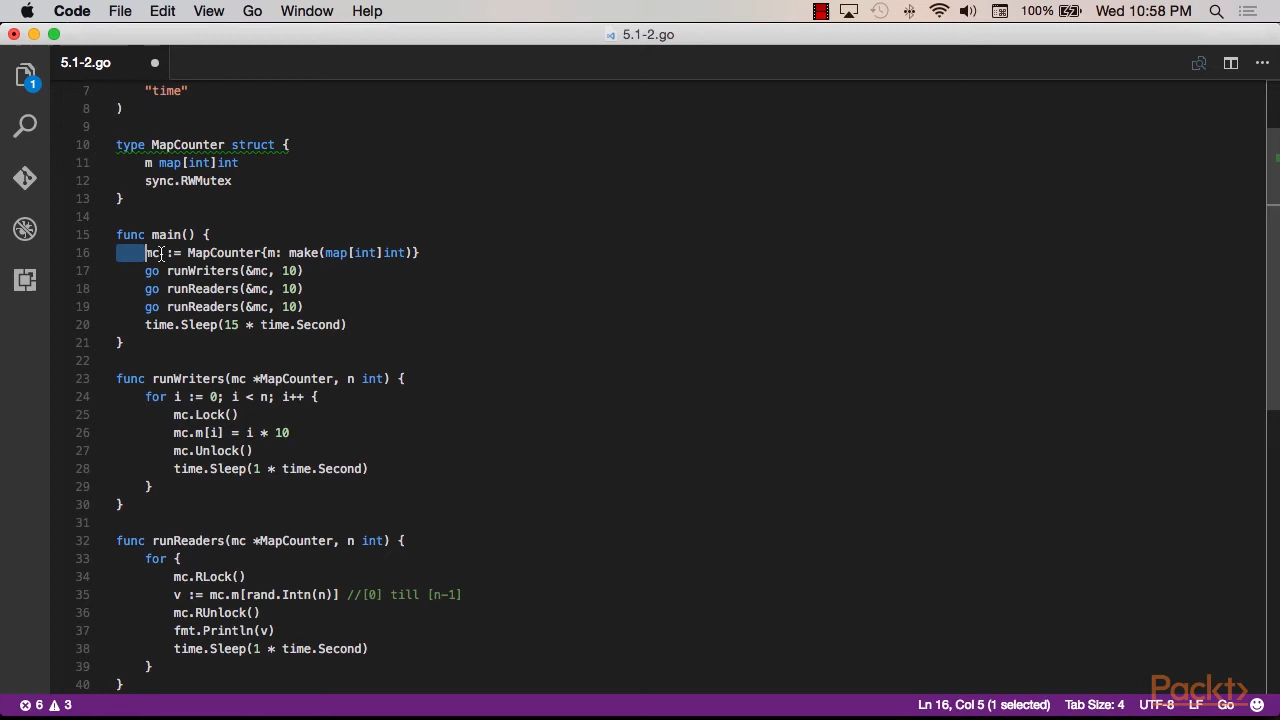 Code File Edit View Go Window Help 100% Wed 10:58 PM
5.1-2.go
5.1-2.go
1
7 "time"
8 )
9
10 type MapCounter struct {
11 m map[int]int
12 sync.RWMutex
13 }
14
15 func main() {
16 mc := MapCounter{m: make(map[int]int)}
17 go runWriters(&mc, 10)
18 go runReaders(&mc, 10)
19 go runReaders(&mc, 10)
20 time.Sleep(15 * time.Second)
21 }
22
23 func runWriters(mc *MapCounter, n int) {
24 for i := 0; i < n; i++ {
25 mc.Lock()
26 mc.m[i] = i * 10
27 mc.Unlock()
28 time.Sleep(1 * time.Second)
29 }
30 }
31
32 func runReaders(mc *MapCounter, n int) {
33 for {
34 mc.RLock()
35 v := mc.m[rand.Intn(n)] //[0] till [n-1]
36 mc.RUnlock()
37 fmt.Println(v)
38 time.Sleep(1 * time.Second)
39 }
40 }
Packt>
6 3 Ln 16, Col 5 (1 selected) Tab Size: 4 UTF-8 LF Go